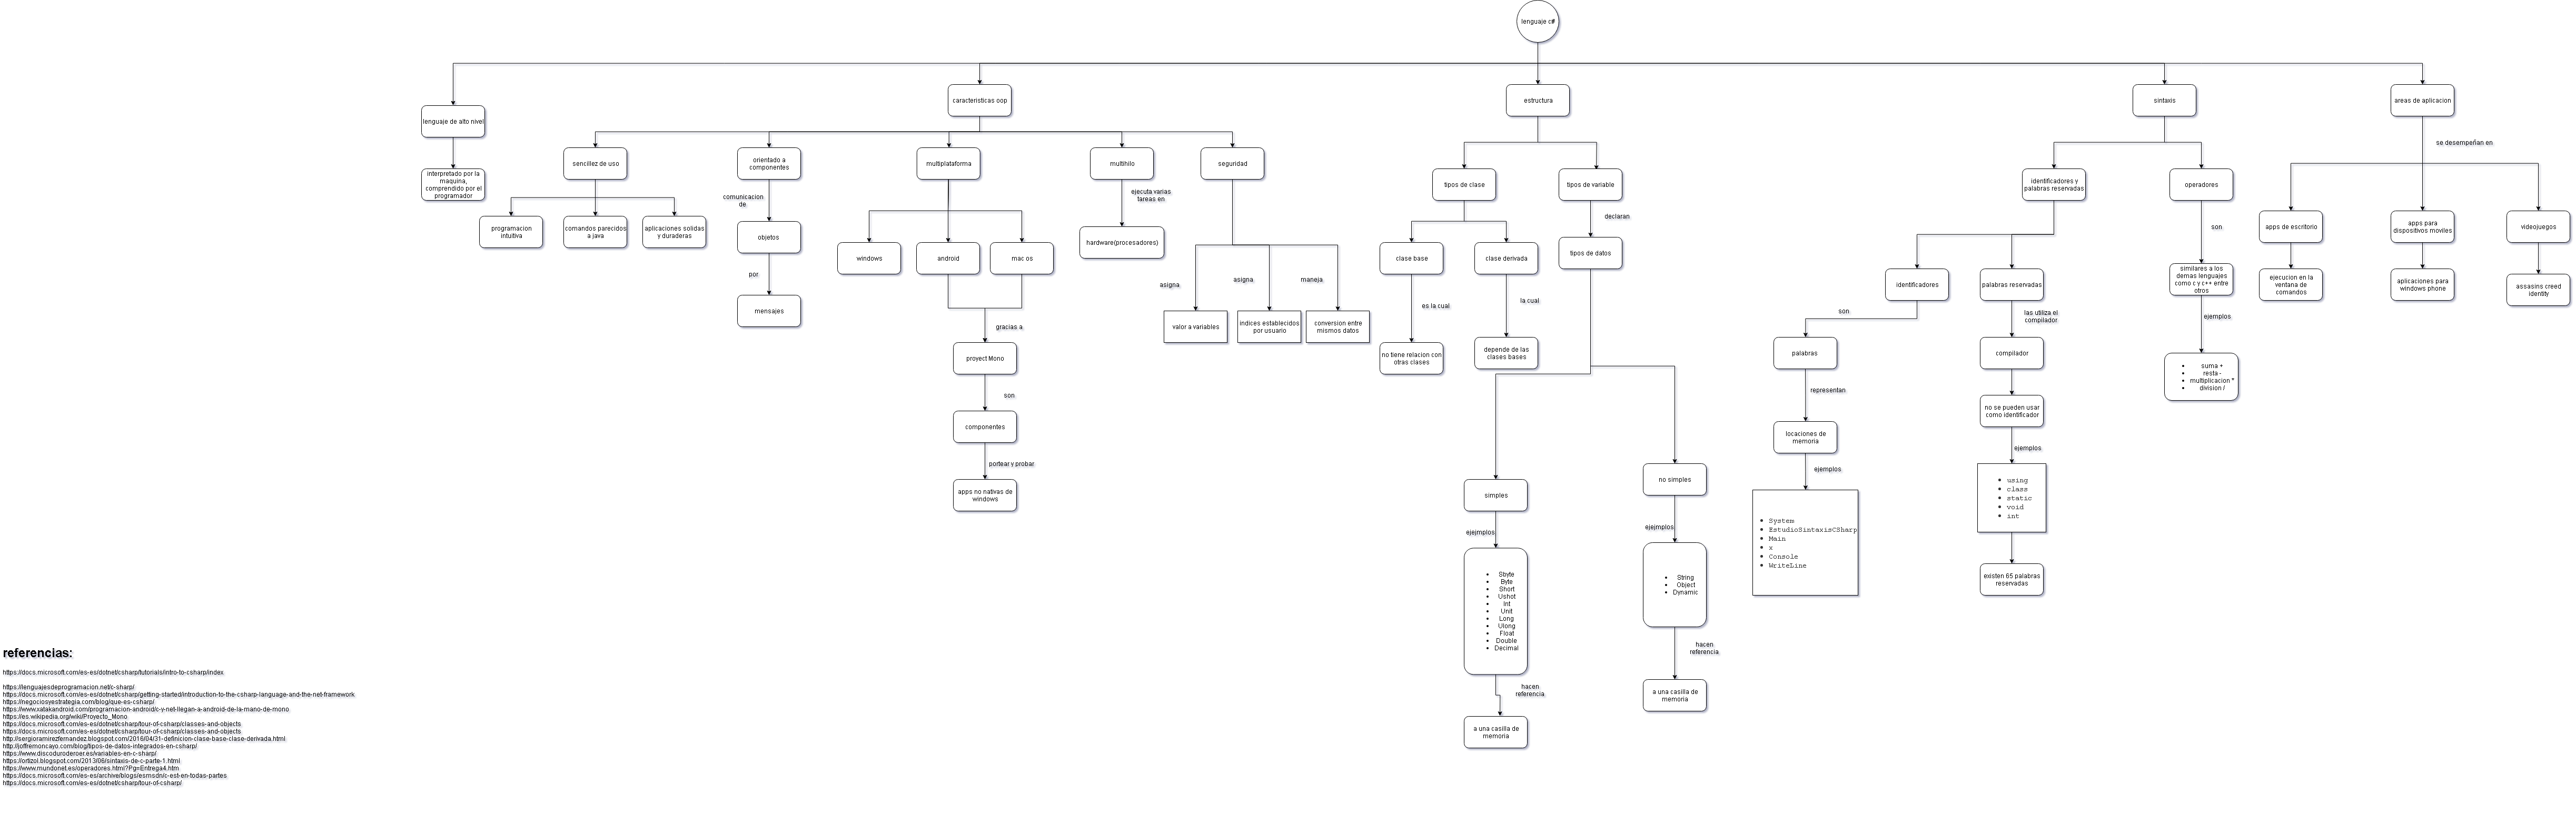 lenguaje c#
lenguaje de alto nivel
interpretado por la
maquina,
comprendido por el
programador
caracteristicas oop
sencillez de uso
programacion
intuitiva
comandos parecidos
a java
aplicaciones solidas
y duraderas
orientado a
componentes
comunicacion
de
objetos
por
mensajes
multiplataforma
windows
android
mac os
gracias a
proyect Mono
son
componentes
portear y probar
apps no nativas de
windows
multihilo
ejecuta varias
tareas en
hardware(procesadores)
seguridad
asigna
valor a variables
asigna
indices establecidos
por usuario
maneja
conversion entre
mismos datos
estructura
tipos de clase
clase base
es la cual
no tiene relacion con
otras clases
clase derivada
la cual
depende de las
clases bases
tipos de variable
declaran
tipos de datos
simples
ejejmplos
• Sbyte
• Byte
• Short
• Ushot
• Int
• Unit
• Long
• Ulong
• Float
• Double
• Decimal
hacen
referencia
a una casilla de
memoria
no simples
ejejmplos
• String
• Object
• Dynamic
hacen
referencia
a una casilla de
memoria
sintaxis
identificadores y
palabras reservadas
identificadores
son
palabras
representan
locaciones de
memoria
ejemplos
• System
• EstudioSintaxisCSharp
• Main
• x
• Console
• WriteLine
palabras reservadas
las utiliza el
compilador
compilador
no se pueden usar
como identificador
ejemplos
• using
• class
• static
• void
• int
existen 65 palabras
reservadas
operadores
son
similares a los
demas lenguajes
como c y c++ entre
otros
ejemplos
• suma +
• resta -
• multiplicacion *
• division /
areas de aplicacion
se desempeñan en
apps de escritorio
ejecucion en la
ventana de
comandos
apps para
dispositivos moviles
aplicaciones para
windows phone
videojuegos
assasins creed
identity
referencias:
https://docs.microsoft.com/es-es/dotnet/csharp/tutorials/intro-to-csharp/index
https://lenguajesdeprogramacion.net/c-sharp/
https://docs.microsoft.com/es-es/dotnet/csharp/getting-started/introduction-to-the-csharp-language-and-the-net-framework
https://negociosyestrategia.com/blog/que-es-csharp/
https://www.xatakandroid.com/programacion-android/c-y-net-llegan-a-android-de-la-mano-de-mono
https://es.wikipedia.org/wiki/Proyecto_Mono
https://docs.microsoft.com/es-es/dotnet/csharp/tour-of-csharp/classes-and-objects
https://docs.microsoft.com/es-es/dotnet/csharp/tour-of-csharp/classes-and-objects
http://sergioramirezfernandez.blogspot.com/2016/04/31-definicion-clase-base-clase-derivada.html
http://joffremoncayo.com/blog/tipos-de-datos-integrados-en-csharp/
https://www.discoduroderoer.es/variables-en-c-sharp/
https://ortizol.blogspot.com/2013/06/sintaxis-de-c-parte-1.html
https://www.mundonet.es/operadores.html?Pg=Entrega4.htm
https://docs.microsoft.com/es-es/archive/blogs/esmsdn/c-est-en-todas-partes
https://docs.microsoft.com/es-es/dotnet/csharp/tour-of-csharp/